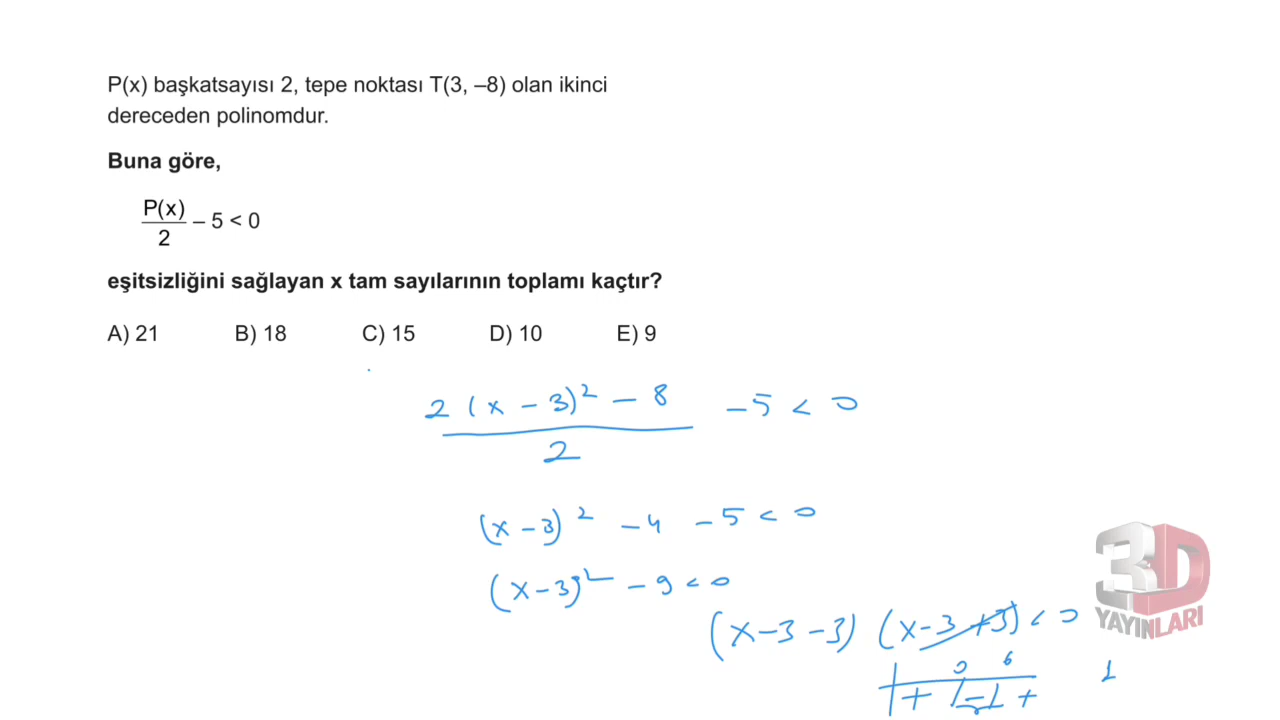 P(x) başkatsayısı 2, tepe noktası T(3, –8) olan ikinci
dereceden polinomdur.
Buna göre,
P(x)
– 5 < 0
2
eşitsizliğini sağlayan x tam sayılarının toplamı kaçtır?
A) 21 B) 18 C) 15 D) 10 E) 9
2 (x – 3)² – 8
– 5 < 0
2
(x – 3)² – 4 – 5 < 0
(x – 3)² – 9 < 0
(x – 3 – 3) (x – 3 + 3) < 0
0 6
+ – +
1
3D
YAYINLARI